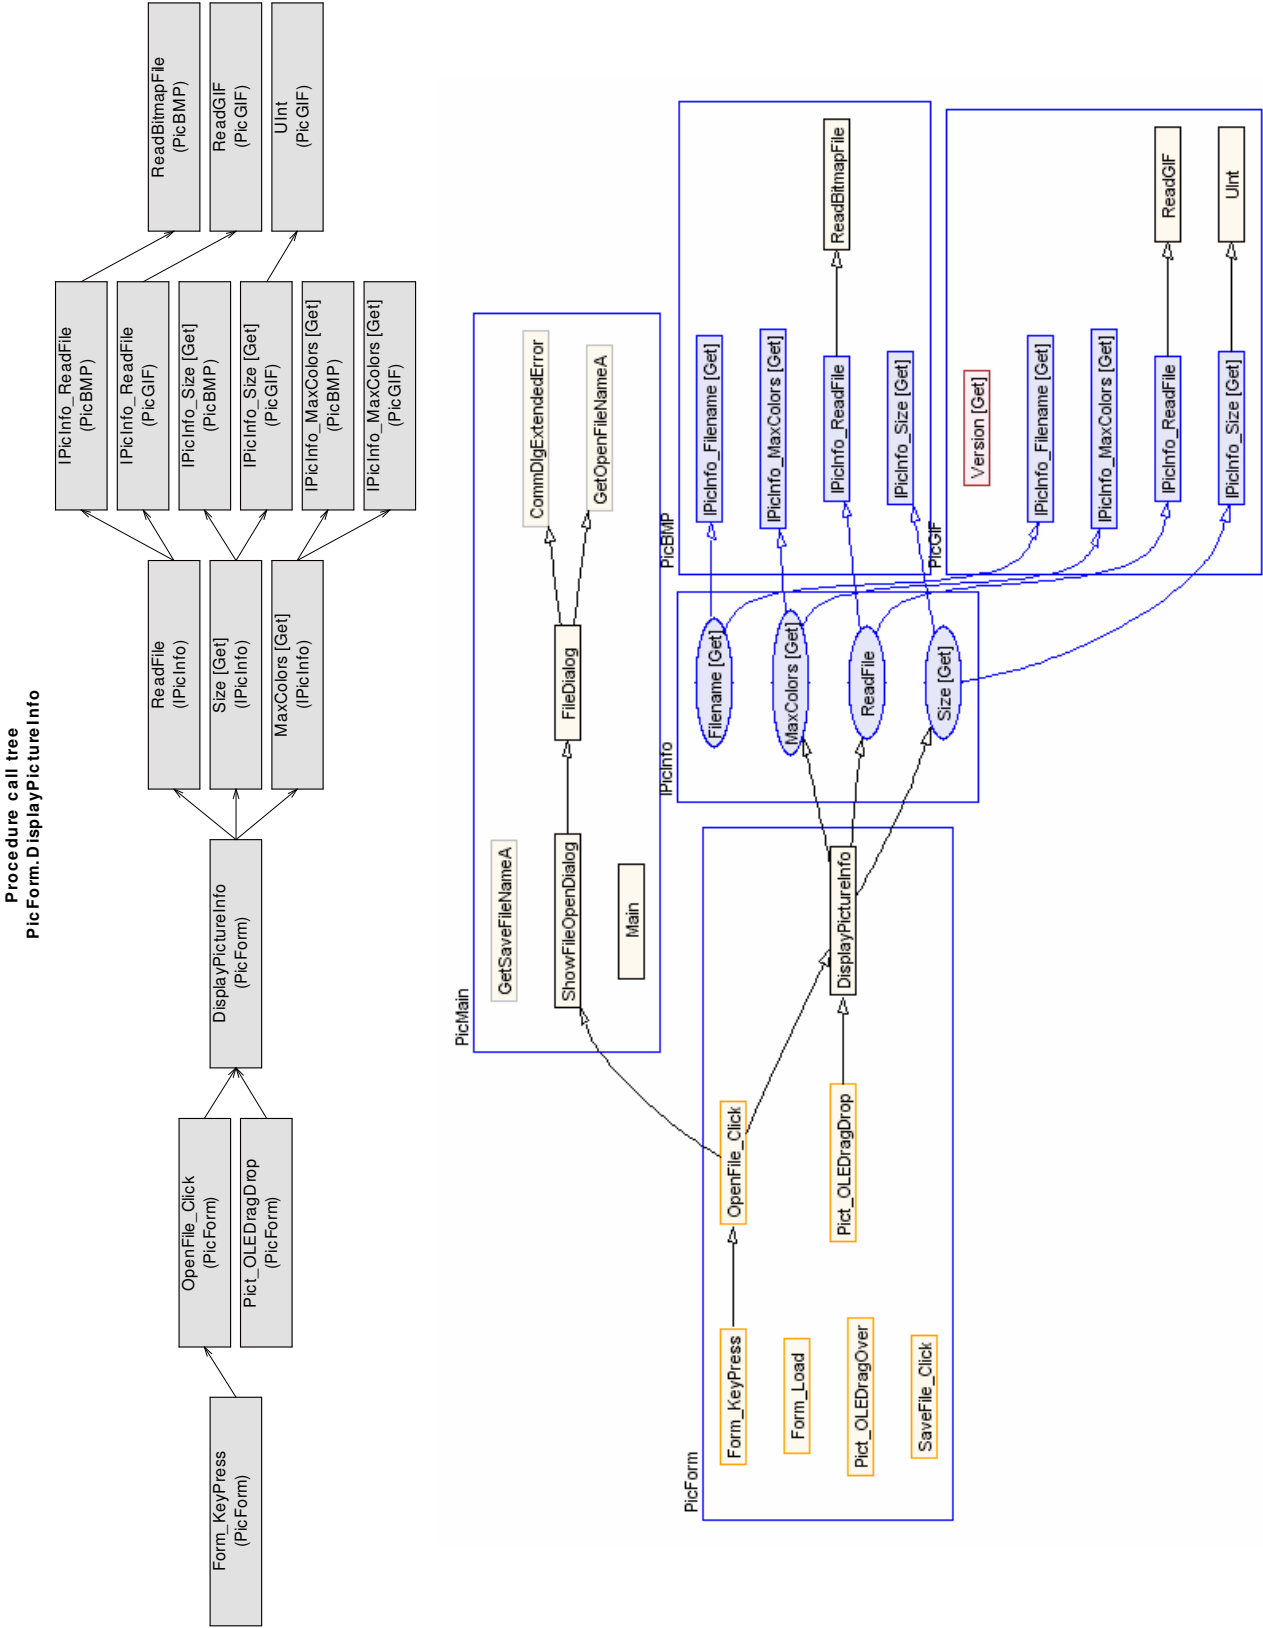 Procedure call tree
PicForm.DisplayPictureInfo
Form_KeyPress
(PicForm)
OpenFile_Click
(PicForm)
Pict_OLEDragDrop
(PicForm)
DisplayPictureInfo
(PicForm)
ReadFile
(IPicInfo)
Size [Get]
(IPicInfo)
MaxColors [Get]
(IPicInfo)
IPicInfo_ReadFile
(PicBMP)
IPicInfo_ReadFile
(PicGIF)
IPicInfo_Size [Get]
(PicBMP)
IPicInfo_Size [Get]
(PicGIF)
IPicInfo_MaxColors [Get]
(PicBMP)
IPicInfo_MaxColors [Get]
(PicGIF)
ReadBitmapFile
(PicBMP)
ReadGIF
(PicGIF)
UInt
(PicGIF)
PicMain
GetSaveFileNameA
ShowFileOpenDialog
Main
FileDialog
CommDlgExtendedError
GetOpenFileNameA
PicForm
Form_KeyPress
Form_Load
Pict_OLEDragOver
SaveFile_Click
OpenFile_Click
Pict_OLEDragDrop
DisplayPictureInfo
IPicInfo
Filename [Get]
MaxColors [Get]
ReadFile
Size [Get]
PicBMP
IPicInfo_Filename [Get]
IPicInfo_MaxColors [Get]
IPicInfo_ReadFile
IPicInfo_Size [Get]
ReadBitmapFile
PicGIF
Version [Get]
IPicInfo_Filename [Get]
IPicInfo_MaxColors [Get]
IPicInfo_ReadFile
IPicInfo_Size [Get]
ReadGIF
UInt